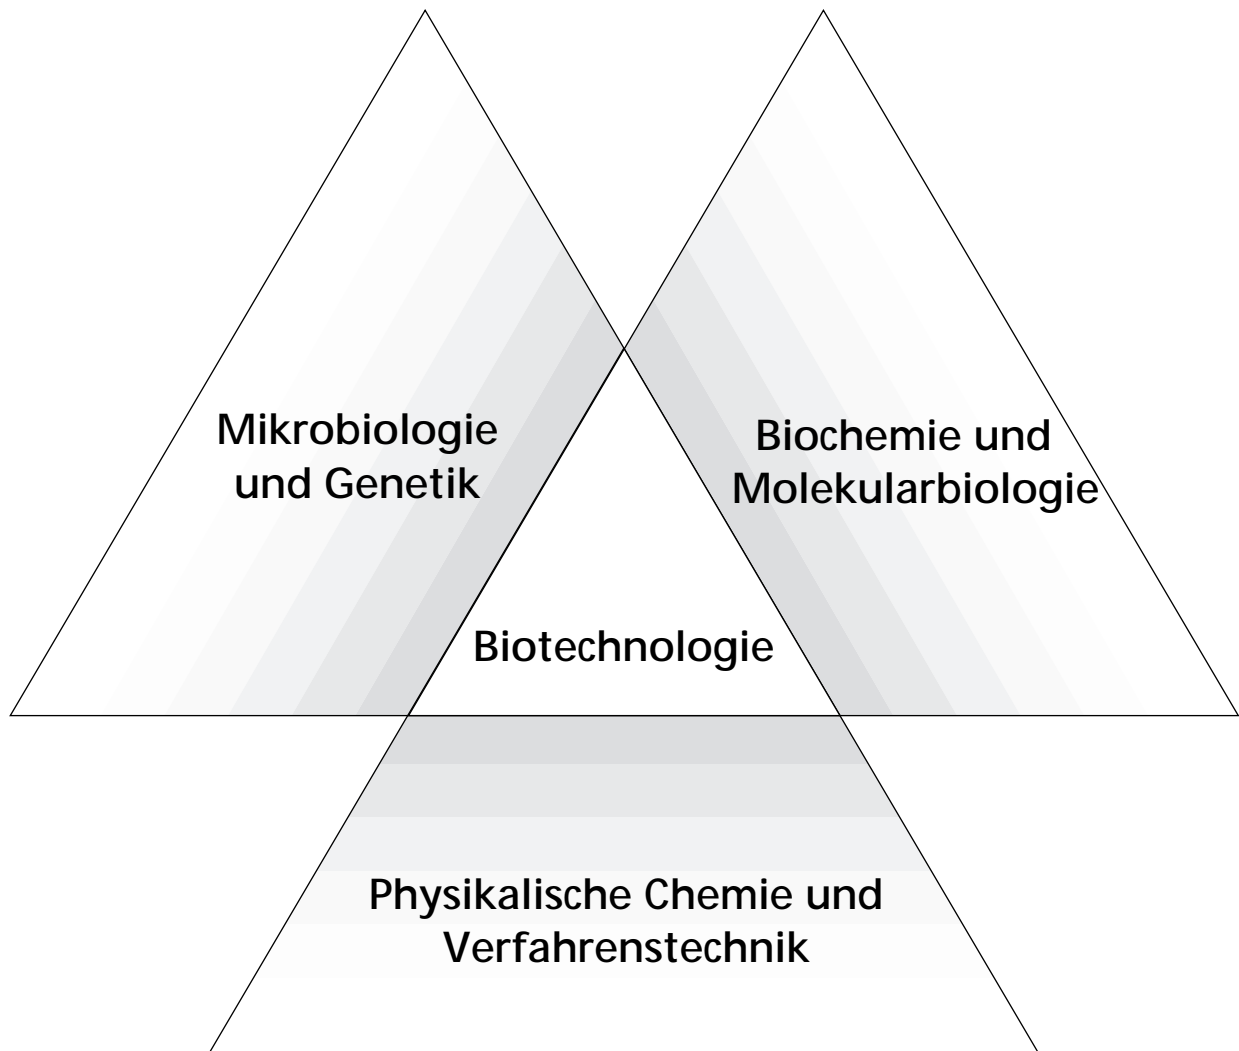 Mikrobiologie
und Genetik
Biochemie und
Molekularbiologie
Biotechnologie
Physikalische Chemie und
Verfahrenstechnik